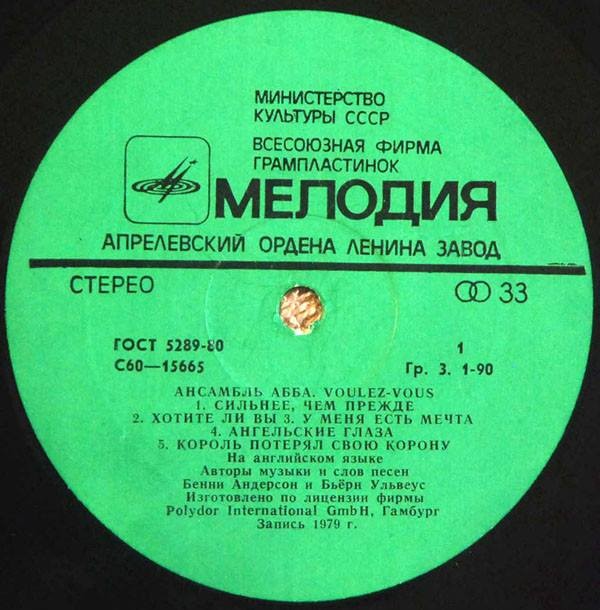 МИНИСТЕРСТВО
КУЛЬТУРЫ СССР
ВСЕСОЮЗНАЯ ФИРМА
ГРАМПЛАСТИНОК
МЕЛОДИЯ
АПРЕЛЕВСКИЙ ОРДЕНА ЛЕНИНА ЗАВОД
СТЕРЕО 33
ГОСТ 5289-80 1
С60—15665 Гр. 3. 1-90
АНСАМБЛЬ АББА. VOULEZ-VOUS
1. СИЛЬНЕЕ, ЧЕМ ПРЕЖДЕ
2. ХОТИТЕ ЛИ ВЫ 3. У МЕНЯ ЕСТЬ МЕЧТА
4. АНГЕЛЬСКИЕ ГЛАЗА
5. КОРОЛЬ ПОТЕРЯЛ СВОЮ КОРОНУ
На английском языке
Авторы музыки и слов песен
Бенни Андерсон и Бьёрн Ульвеус
Изготовлено по лицензии фирмы
Polydor International GmbH, Гамбург
Запись 1979 г.